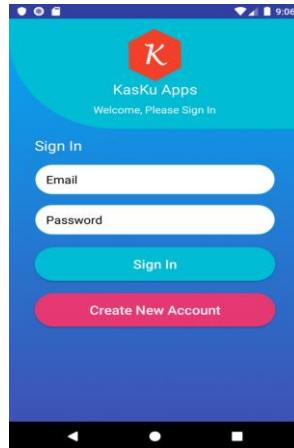 9:06
K
KasKu Apps
Welcome, Please Sign In
Sign In
Email
Password
Sign In
Create New Account